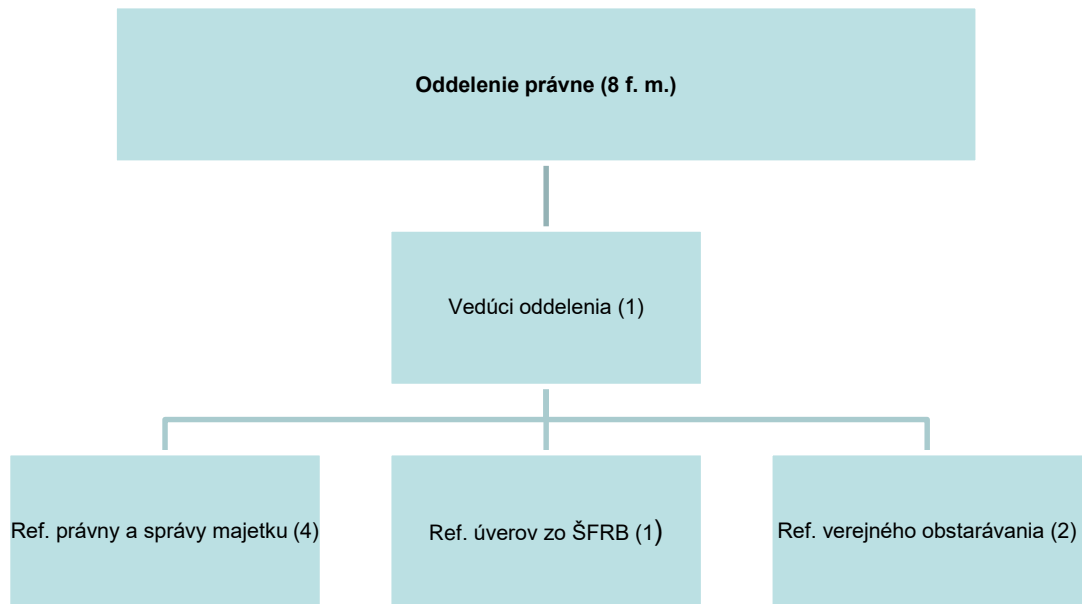 Oddelenie právne (8 f. m.)
Vedúci oddelenia (1)
Ref. právny a správy majetku (4)
Ref. úverov zo ŠFRB (1)
Ref. verejného obstarávania (2)